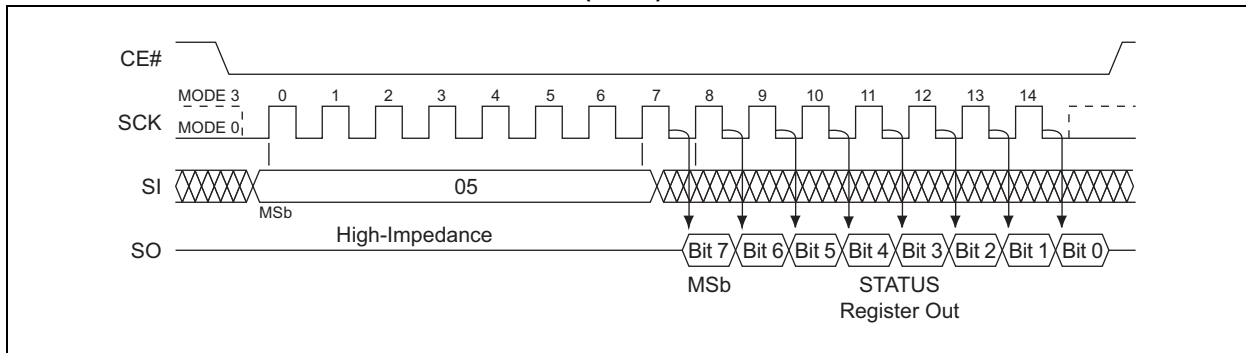 CE#
MODE 3 0 1 2 3 4 5 6 7 8 9 10 11 12 13 14
SCK
MODE 0
SI 05
MSb
High-Impedance
SO Bit 7 Bit 6 Bit 5 Bit 4 Bit 3 Bit 2 Bit 1 Bit 0
MSb STATUS
Register Out